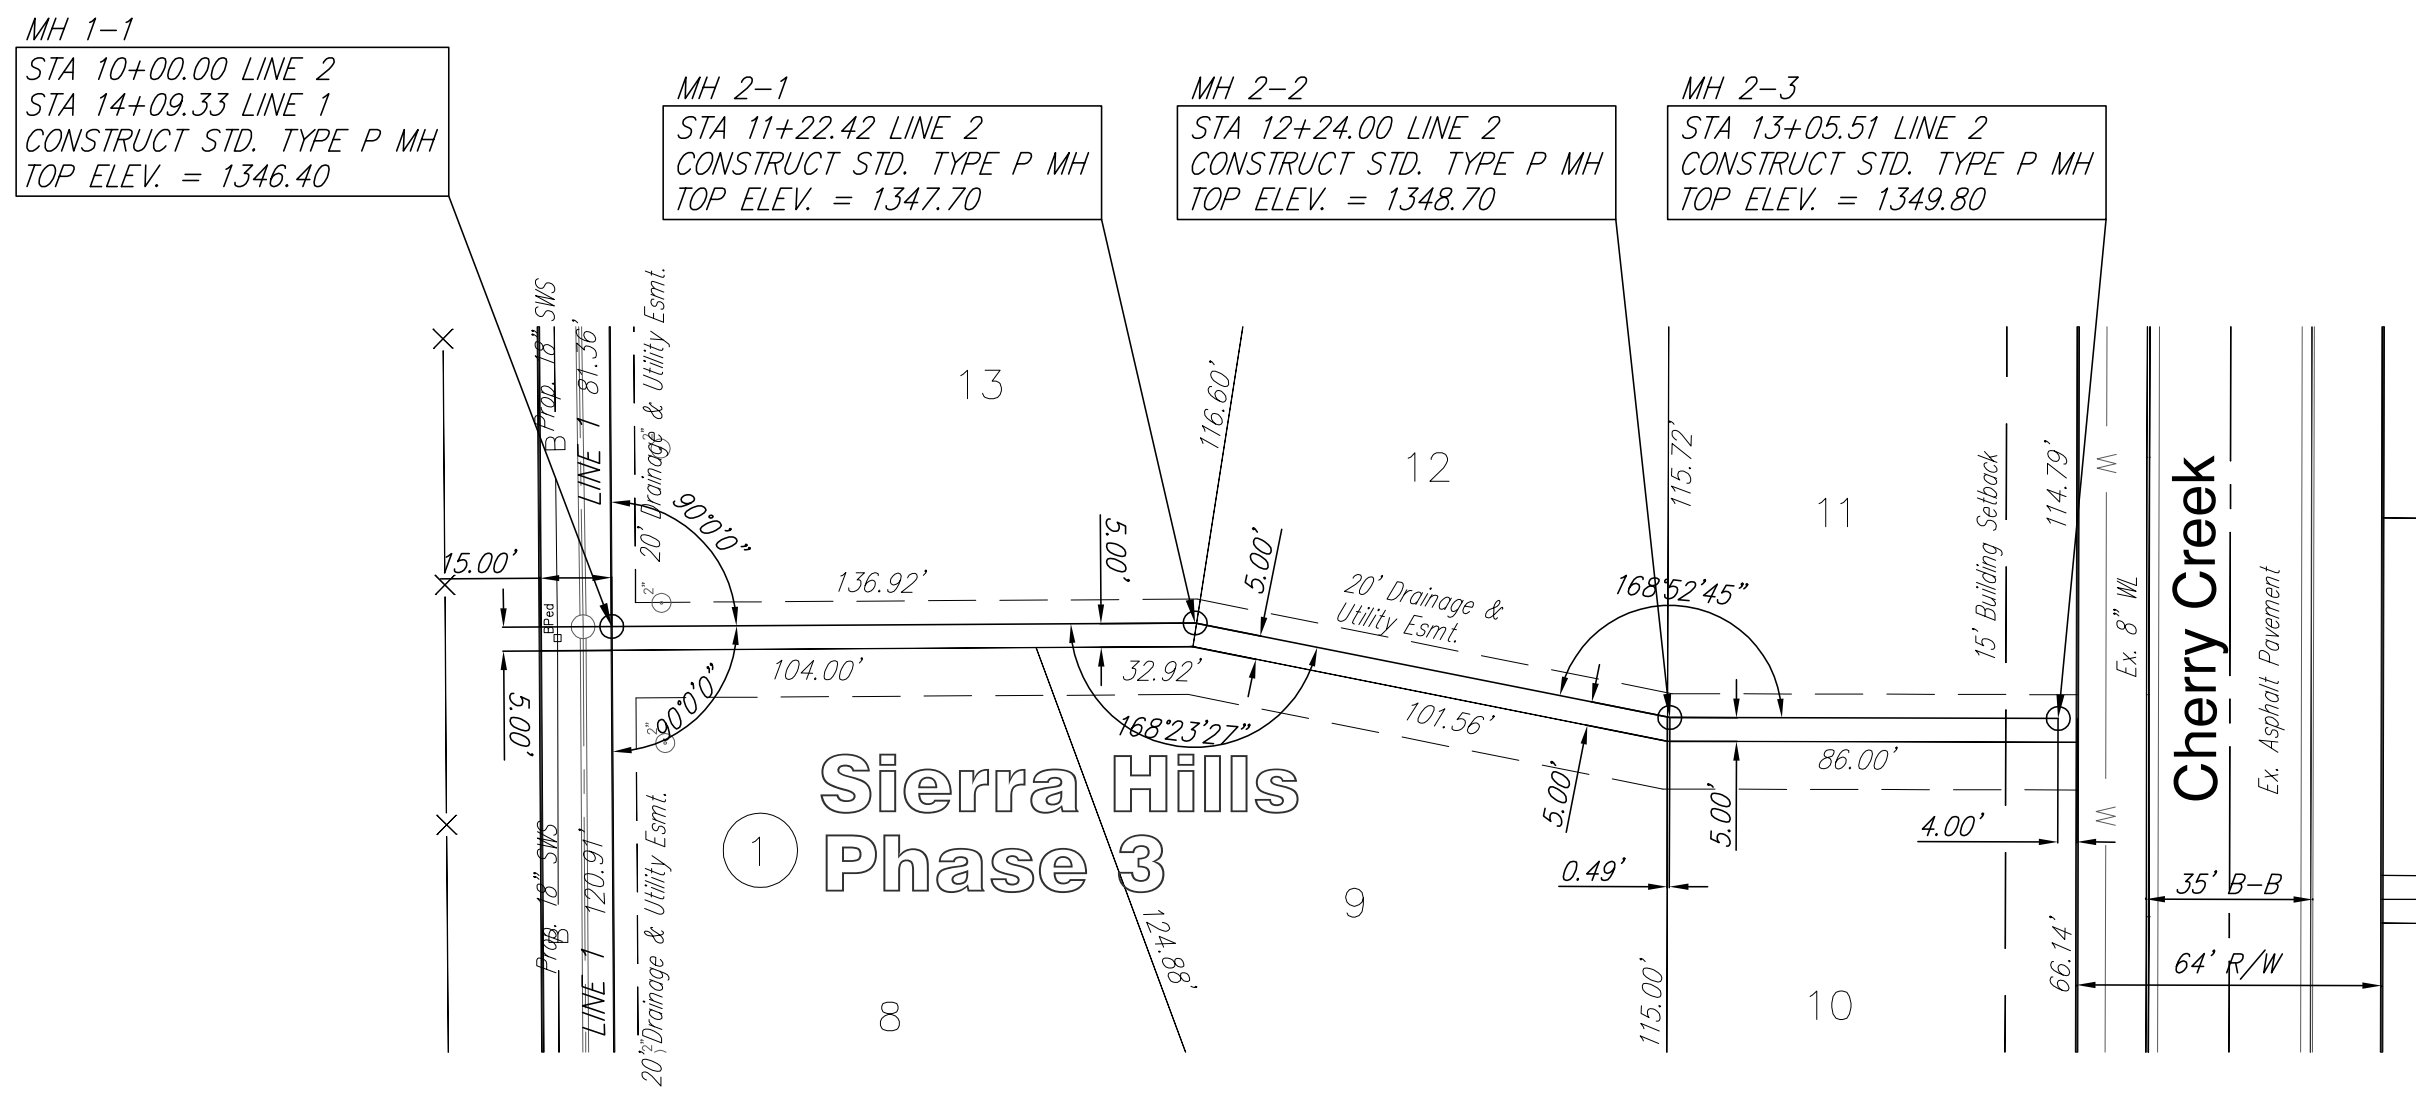 MH 1-1
STA 10+00.00 LINE 2
STA 14+09.33 LINE 1
CONSTRUCT STD. TYPE P MH
TOP ELEV. = 1346.40
MH 2-1
STA 11+22.42 LINE 2
CONSTRUCT STD. TYPE P MH
TOP ELEV. = 1347.70
MH 2-2
STA 12+24.00 LINE 2
CONSTRUCT STD. TYPE P MH
TOP ELEV. = 1348.70
MH 2-3
STA 13+05.51 LINE 2
CONSTRUCT STD. TYPE P MH
TOP ELEV. = 1349.80
Prop. 18" SWS
B
LINE 1 81.36'
20' Drainage & Utility Esmt.
2"
13
116.60'
12
115.72'
11
15' Building Setback
114.79'
W
Ex. 8" WL
Cherry Creek
Ex. Asphalt Pavement
90°0'0"
15.00'
BPed
2"
136.92'
5.00'
5.00'
20' Drainage &
Utility Esmt.
168°52'45"
5.00'
104.00'
32.92'
90°0'0"
2"
168°23'27"
101.56'
86.00'
5.00'
5.00'
4.00'
W
0.49'
Sierra Hills
Phase 3
1
Prop. 18" SWS
B
LINE 1 120.91'
20' Drainage & Utility Esmt.
2"
8
124.88'
9
115.00'
10
66.14'
35' B-B
64' R/W